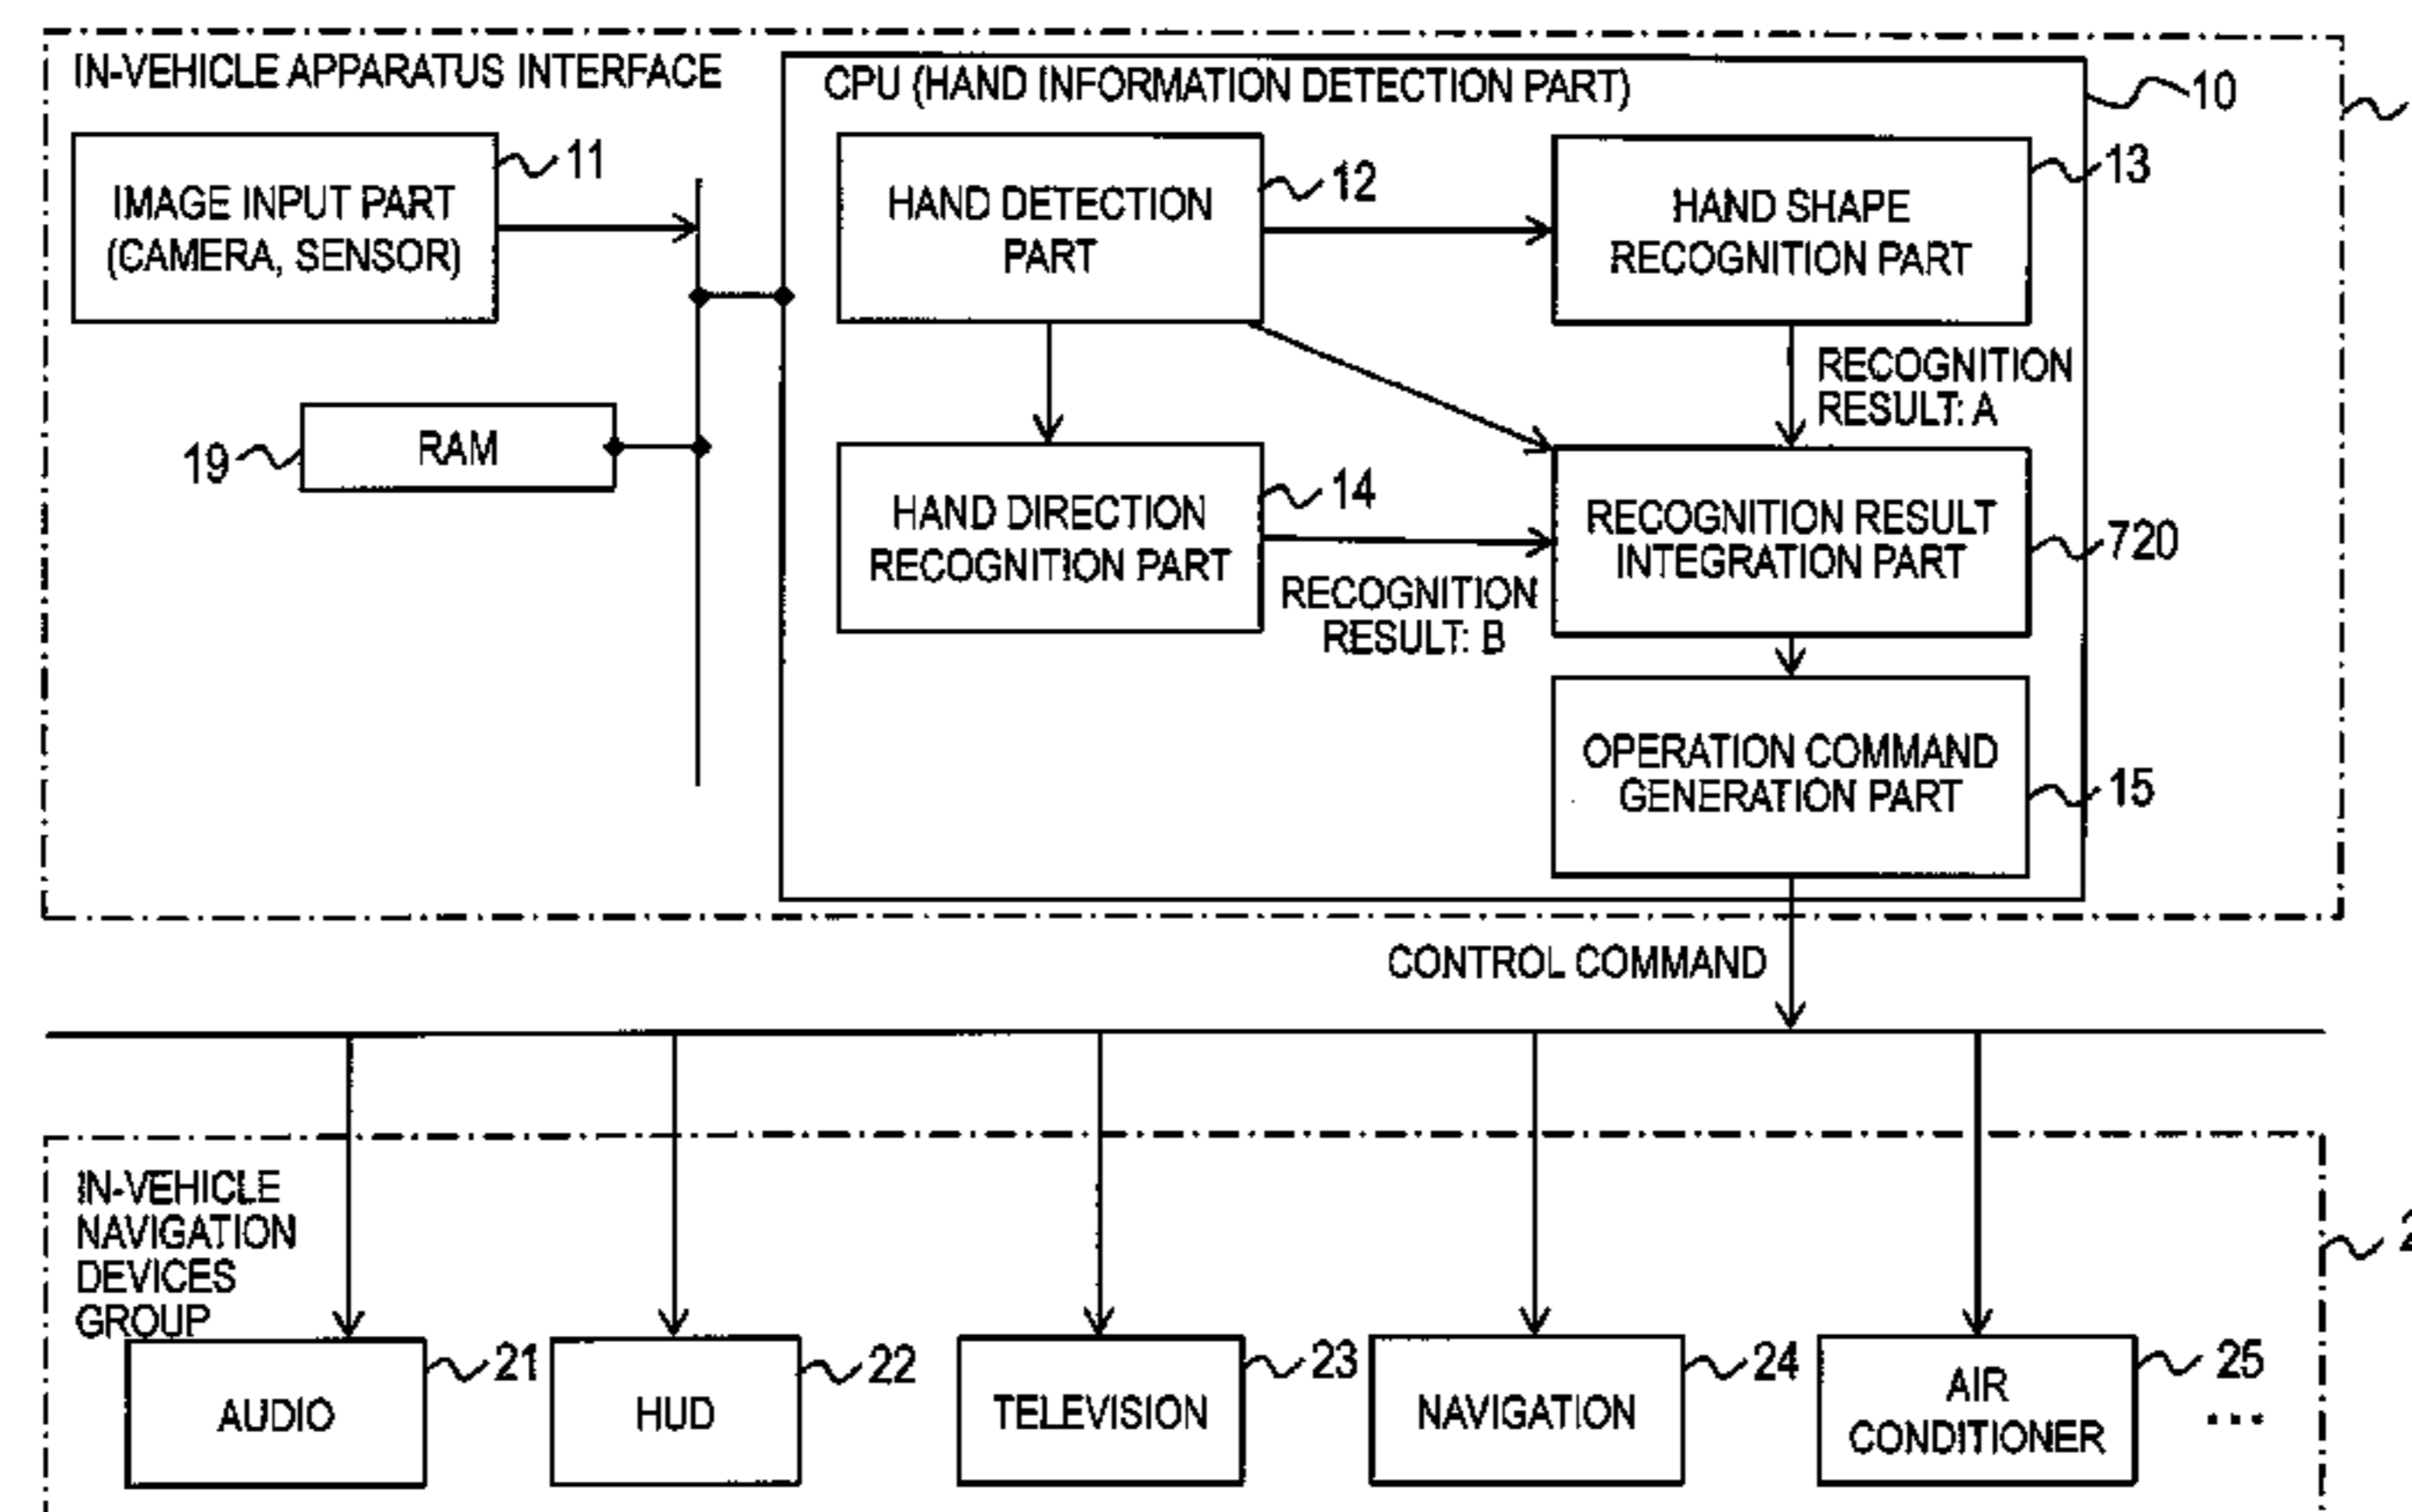 IN-VEHICLE APPARATUS INTERFACE
CPU (HAND INFORMATION DETECTION PART)
10
IMAGE INPUT PART
(CAMERA, SENSOR)
11
HAND DETECTION
PART
12
HAND SHAPE
RECOGNITION PART
13
RECOGNITION
RESULT: A
RAM
19
HAND DIRECTION
RECOGNITION PART
14
RECOGNITION
RESULT: B
RECOGNITION RESULT
INTEGRATION PART
720
OPERATION COMMAND
GENERATION PART
15
CONTROL COMMAND
IN-VEHICLE
NAVIGATION
DEVICES
GROUP
AUDIO
21
HUD
22
TELEVISION
23
NAVIGATION
24
AIR
CONDITIONER
25
...